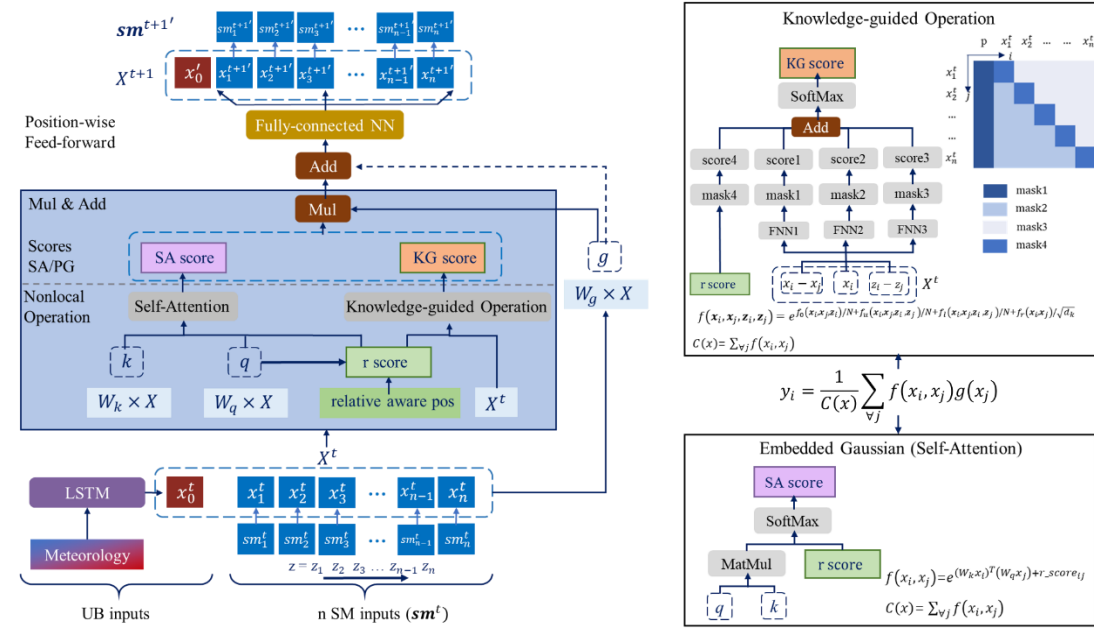 sm^{t+1'}
sm_1^{t+1'} sm_2^{t+1'} sm_3^{t+1'} ... sm_{n-1}^{t+1'} sm_n^{t+1'}
X^{t+1}
x_0' x_1^{t+1'} x_2^{t+1'} x_3^{t+1'} ... x_{n-1}^{t+1'} x_n^{t+1'}
Position-wise
Feed-forward
Fully-connected NN
Add
Mul & Add
Mul
Scores
SA/PG
SA score
KG score
g
W_g × X
Nonlocal
Operation
Self-Attention
Knowledge-guided Operation
k
q
r score
W_k × X
W_q × X
relative aware pos
X^t
X^t
LSTM
x_0^t
x_1^t x_2^t x_3^t ... x_{n-1}^t x_n^t
Meteorology
sm_1^t sm_2^t sm_3^t ... sm_{n-1}^t sm_n^t
z = z_1 z_2 z_3 ... z_{n-1} z_n
UB inputs
n SM inputs (sm^t)
Knowledge-guided Operation
KG score
SoftMax
Add
score4 score1 score2 score3
mask4 mask1 mask2 mask3
FNN1 FNN2 FNN3
r score
x_i − x_j x_i z_i − z_j X^t
p x_1^t x_2^t ... ... x_n^t
i
x_1^t
x_2^t j
...
...
x_n^t
mask1
mask2
mask3
mask4
f(x_i, x_j, z_i, z_j) = e^{f_0(x_i,x_j,z_i,z_j)/N+f_u(x_i,x_j,z_i,z_j)/N+f_l(x_i,x_j,z_i,z_j)/N+f_r(x_i,x_j)/√d_k}
C(x)= ∑_{∀j} f(x_i, x_j)
y_i = \frac{1}{C(x)} ∑_{∀j} f(x_i, x_j)g(x_j)
Embedded Gaussian (Self-Attention)
SA score
SoftMax
MatMul
r score
q k
f(x_i, x_j)=e^{(W_k x_i)^T(W_q x_j)+r_score_{ij}}
C(x)= ∑_{∀j} f(x_i, x_j)